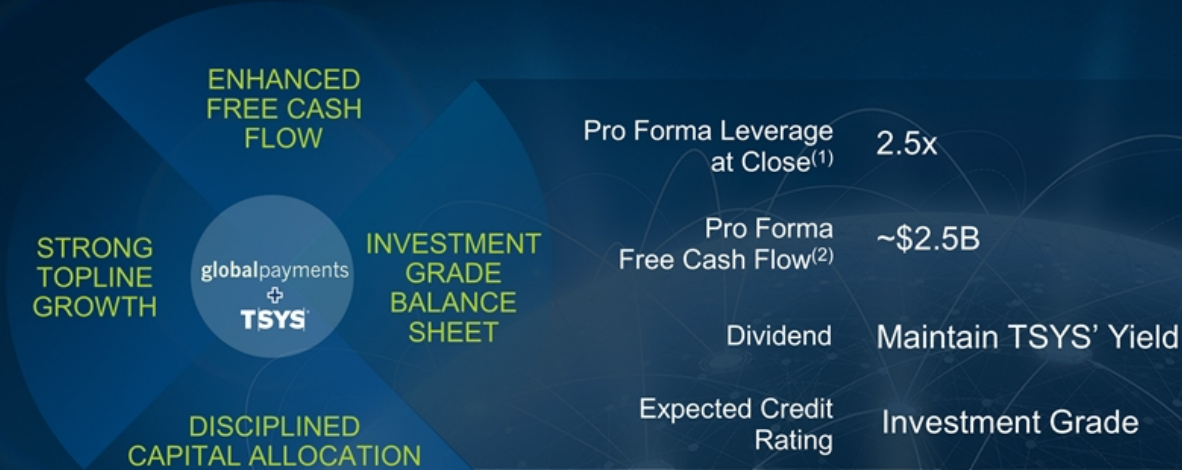 ENHANCED
FREE CASH
FLOW
STRONG
TOPLINE
GROWTH
globalpayments
+
TSYS
INVESTMENT
GRADE
BALANCE
SHEET
DISCIPLINED
CAPITAL ALLOCATION
Pro Forma Leverage
at Close(1)
2.5x
Pro Forma
Free Cash Flow(2)
~$2.5B
Dividend
Maintain TSYS’ Yield
Expected Credit
Rating
Investment Grade